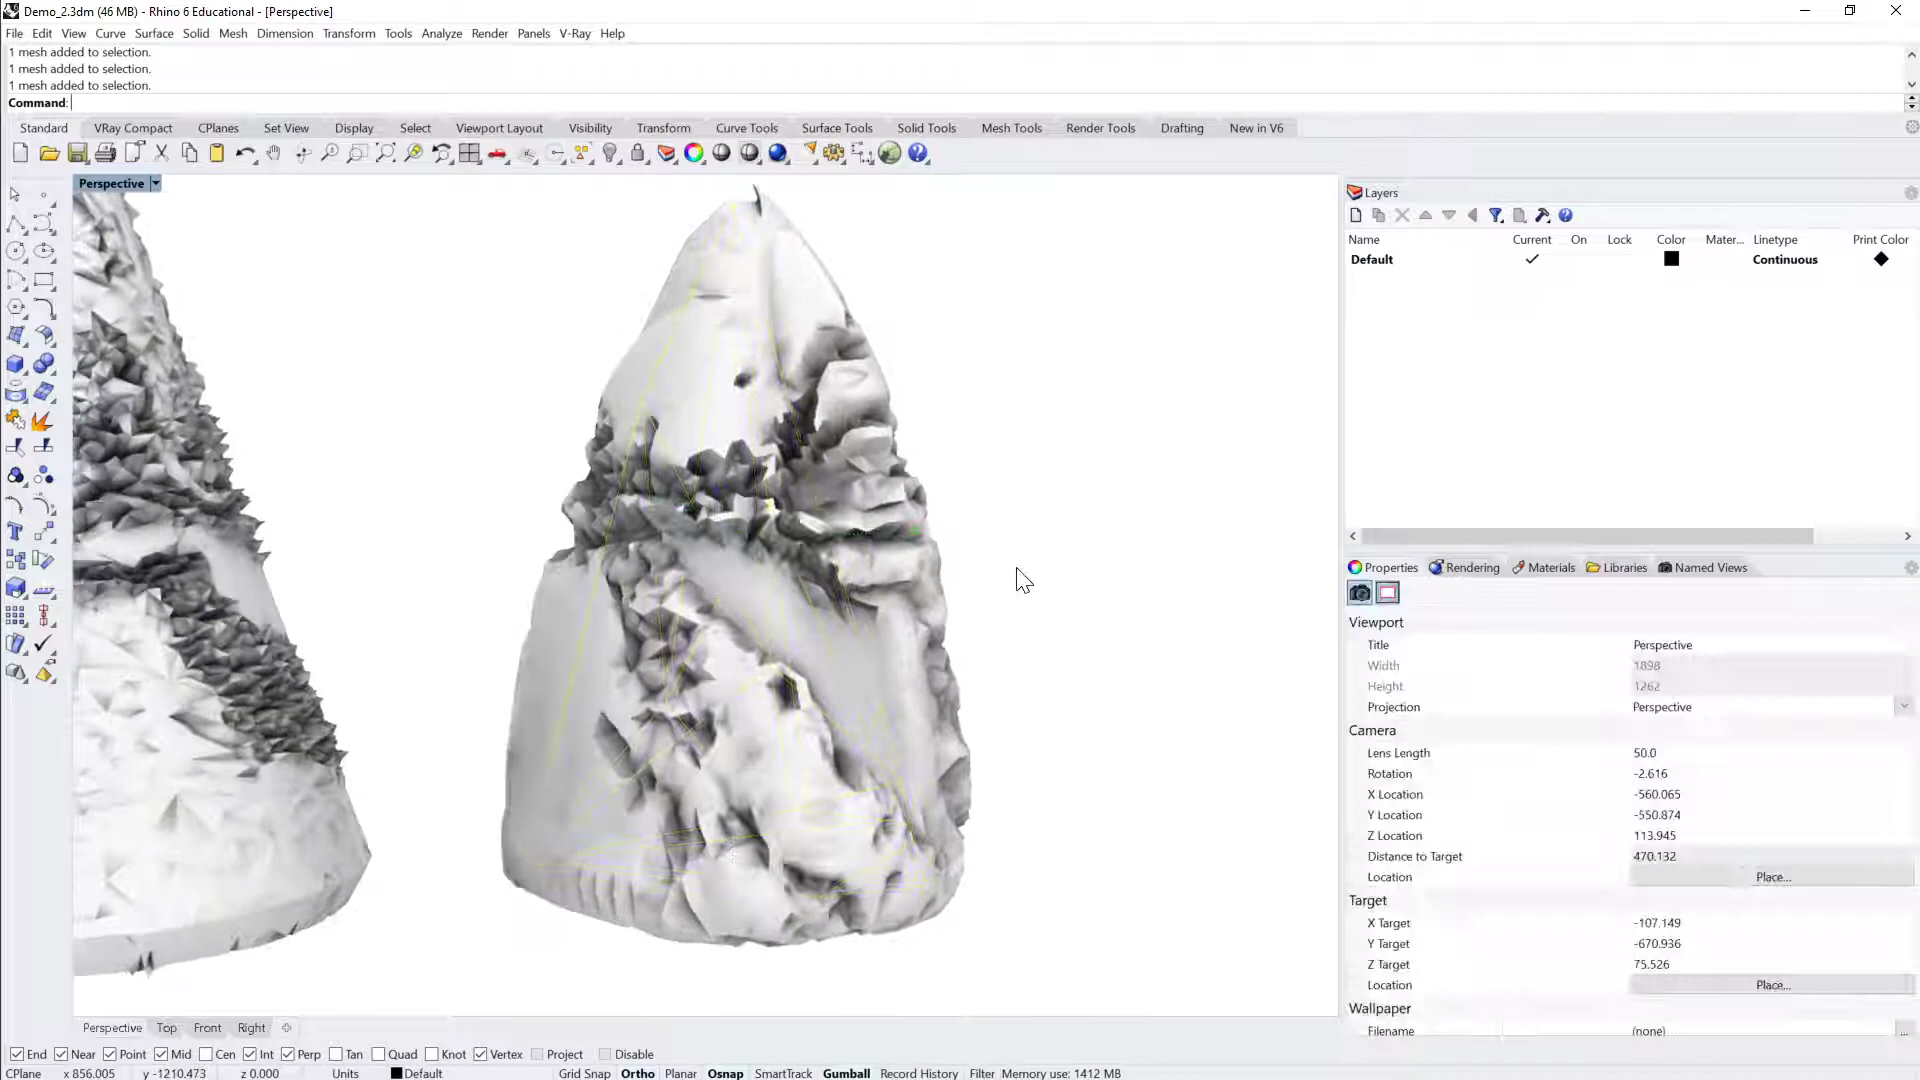 Demo_2.3dm (46 MB) - Rhino 6 Educational - [Perspective]
File Edit View Curve Surface Solid Mesh Dimension Transform Tools Analyze Render Panels V-Ray Help
1 mesh added to selection.
1 mesh added to selection.
1 mesh added to selection.
Command:
Standard VRay Compact CPlanes Set View Display Select Viewport Layout Visibility Transform Curve Tools Surface Tools Solid Tools Mesh Tools Render Tools Drafting New in V6
Perspective
Layers
Name Current On Lock Color Mater... Linetype Print Color
Default Continuous
Properties Rendering Materials Libraries Named Views
Viewport
Title Perspective
Width 1898
Height 1262
Projection Perspective
Camera
Lens Length 50.0
Rotation -2.616
X Location -560.065
Y Location -550.874
Z Location 113.945
Distance to Target 470.132
Location Place...
Target
X Target -107.149
Y Target -670.936
Z Target 75.526
Location Place...
Wallpaper
Filename (none) ...
Perspective Top Front Right
End Near Point Mid Cen Int Perp Tan Quad Knot Vertex Project Disable
CPlane x 856.005 y -1210.473 z 0.000 Units Default Grid Snap Ortho Planar Osnap SmartTrack Gumball Record History Filter Memory use: 1412 MB